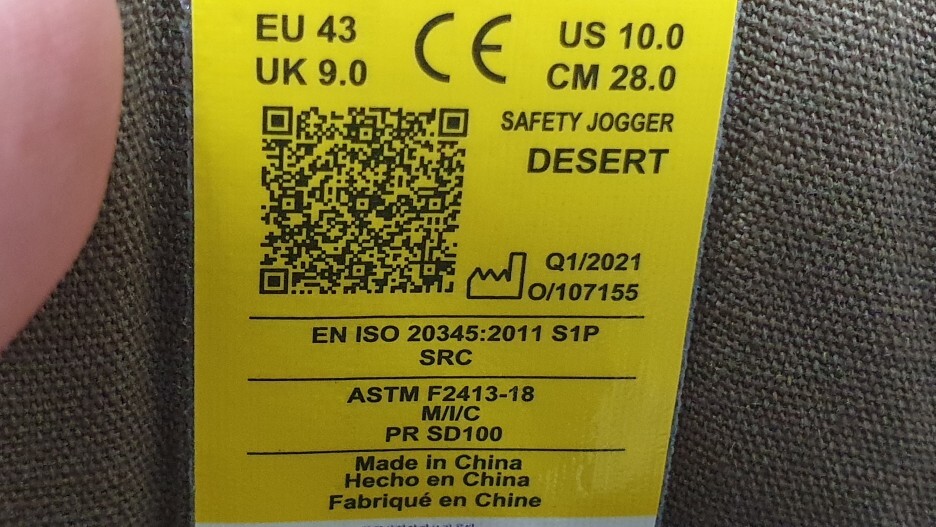 EU 43
UK 9.0
CE
US 10.0
CM 28.0
SAFETY JOGGER
DESERT
Q1/2021
O/107155
EN ISO 20345:2011 S1P
SRC
ASTM F2413-18
M/I/C
PR SD100
Made in China
Hecho en China
Fabriqué en Chine